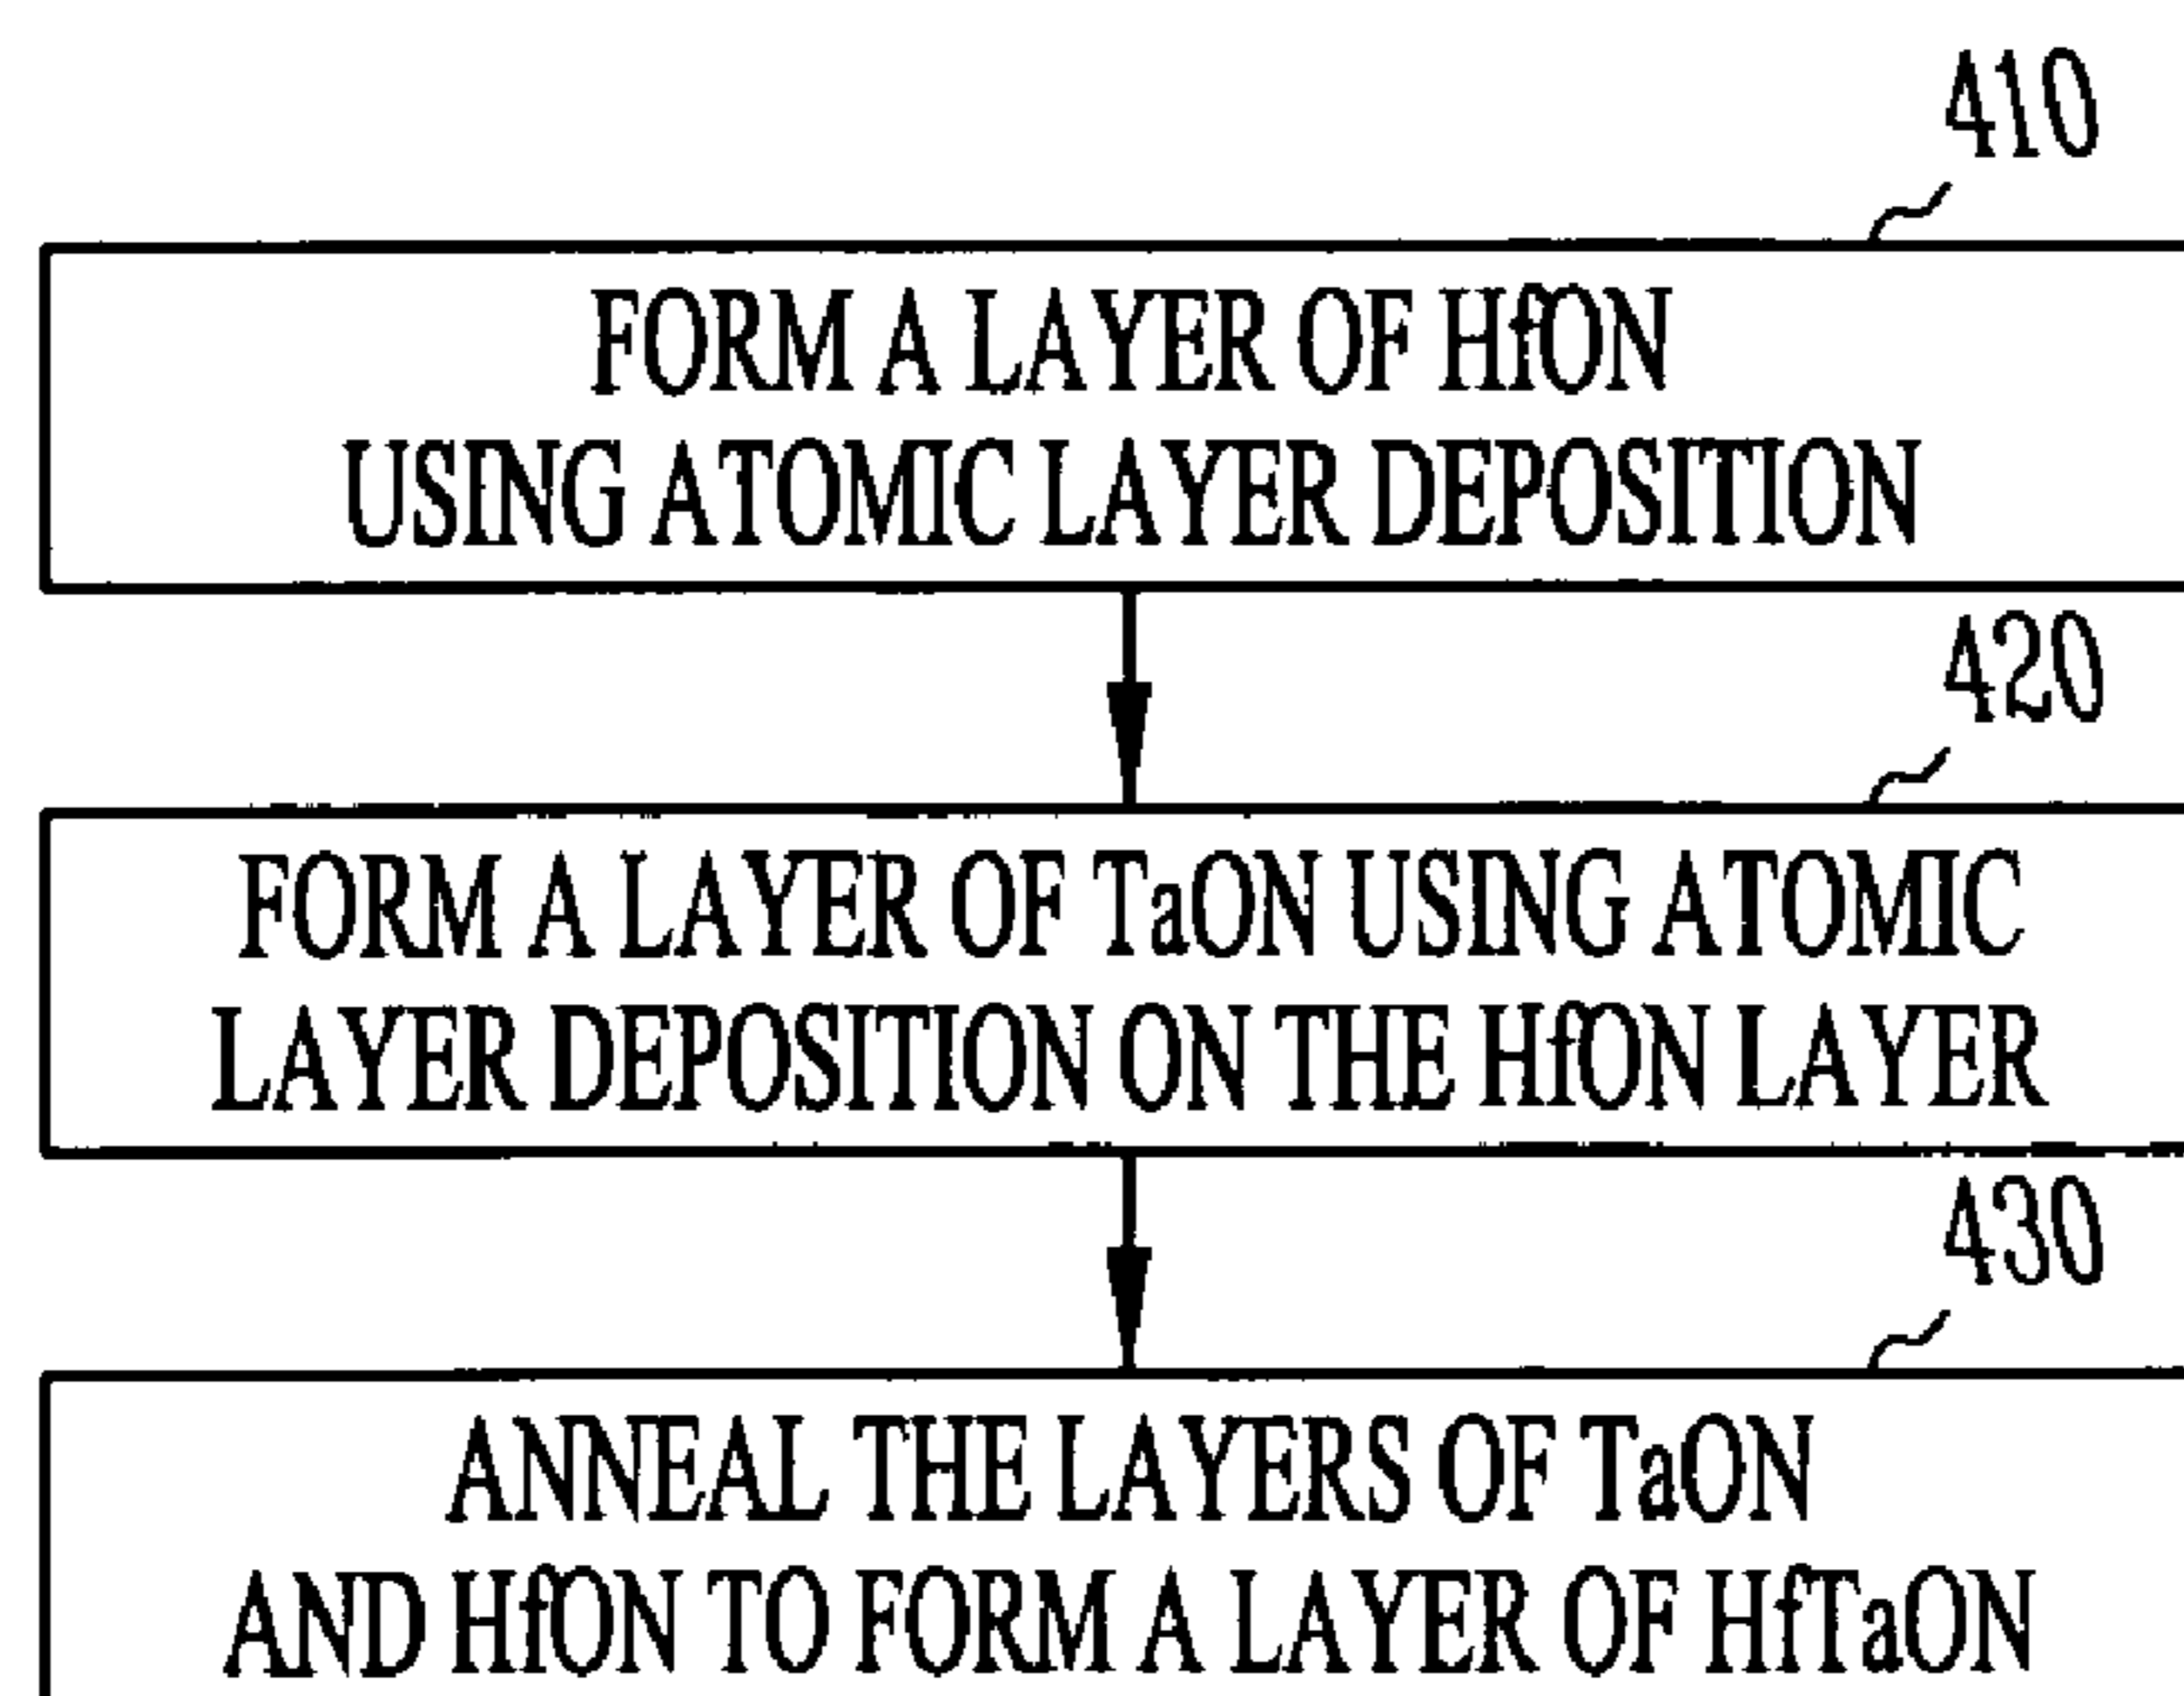 410
FORM A LAYER OF HfON
USING ATOMIC LAYER DEPOSITION
420
FORM A LAYER OF TaON USING ATOMIC
LAYER DEPOSITION ON THE HfON LAYER
430
ANNEAL THE LAYERS OF TaON
AND HfON TO FORM A LAYER OF HfTaON